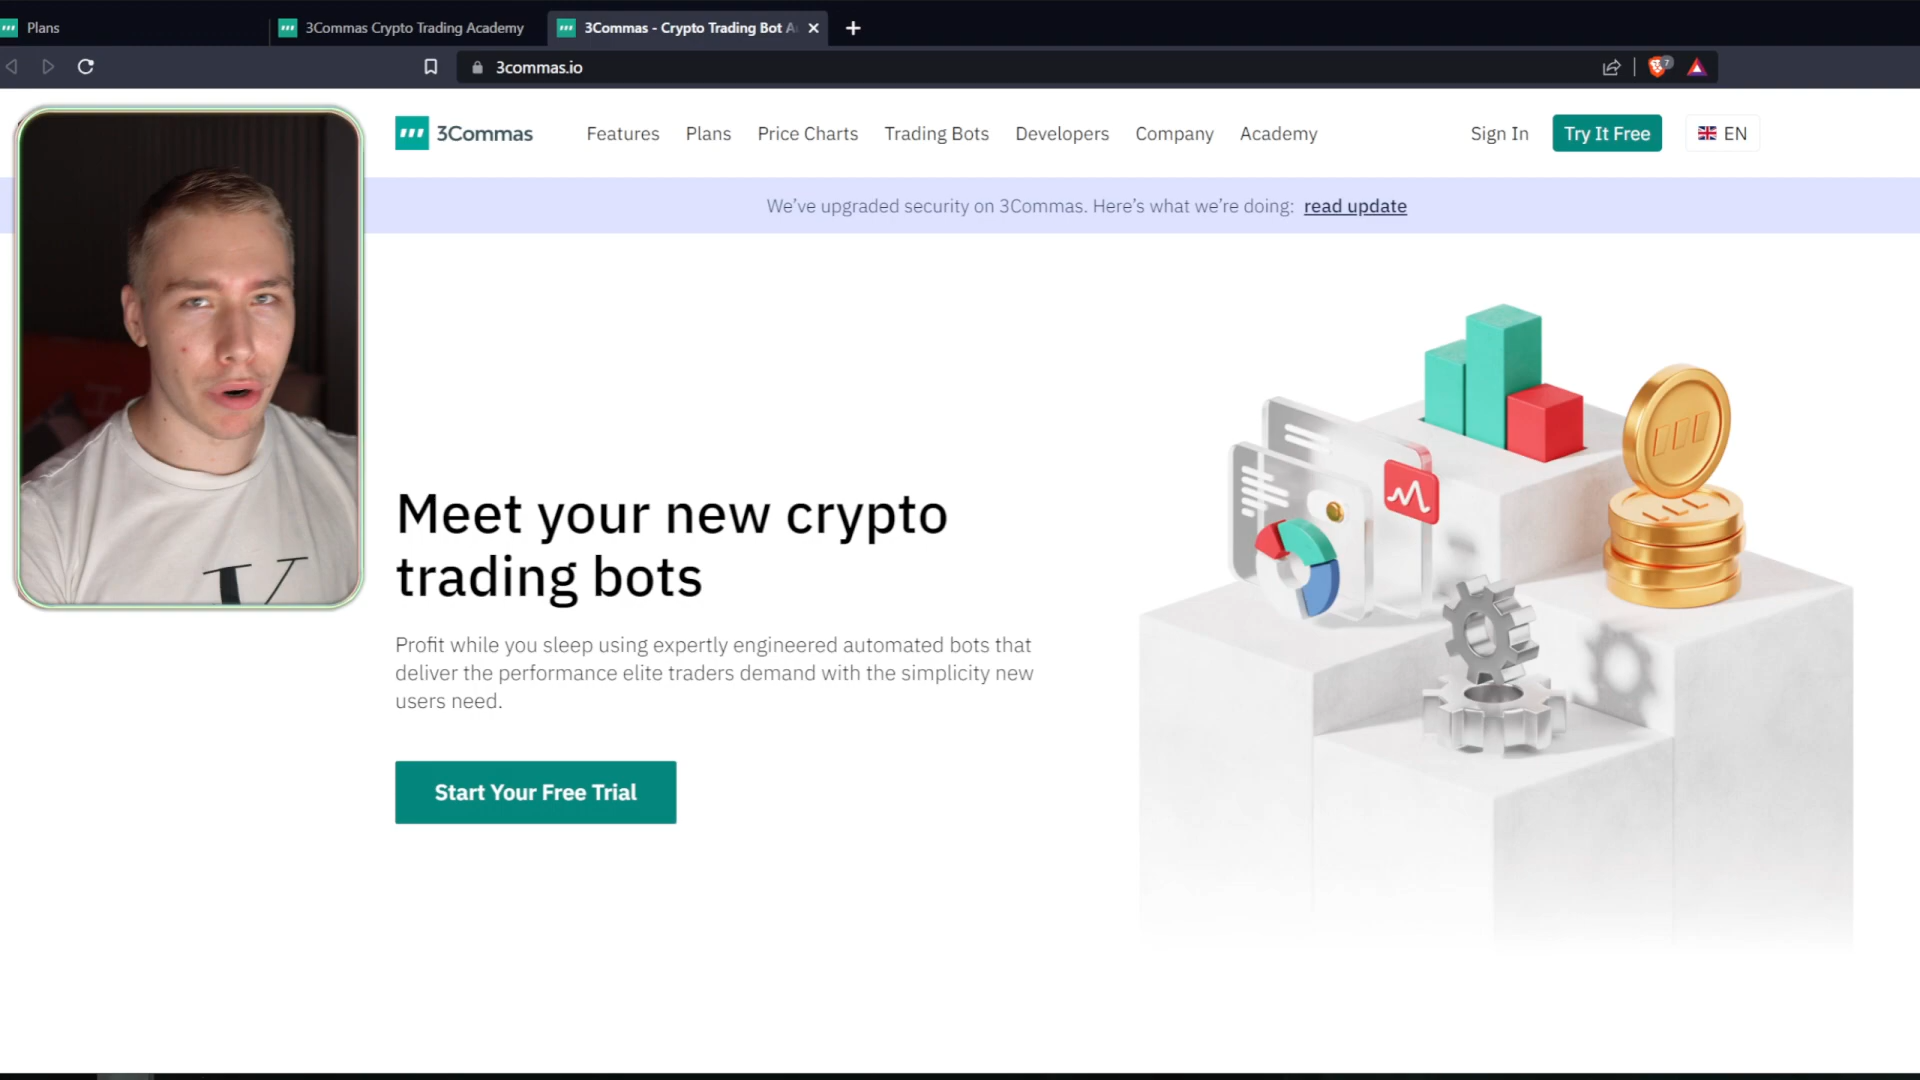 Plans
3Commas Crypto Trading Academy
3Commas - Crypto Trading Bot
3commas.io
7
3Commas
Features
Plans
Price Charts
Trading Bots
Developers
Company
Academy
Sign In
Try It Free
EN
We've upgraded security on 3Commas. Here's what we're doing: read update
Meet your new crypto
trading bots
Profit while you sleep using expertly engineered automated bots that
deliver the performance elite traders demand with the simplicity new
users need.
Start Your Free Trial